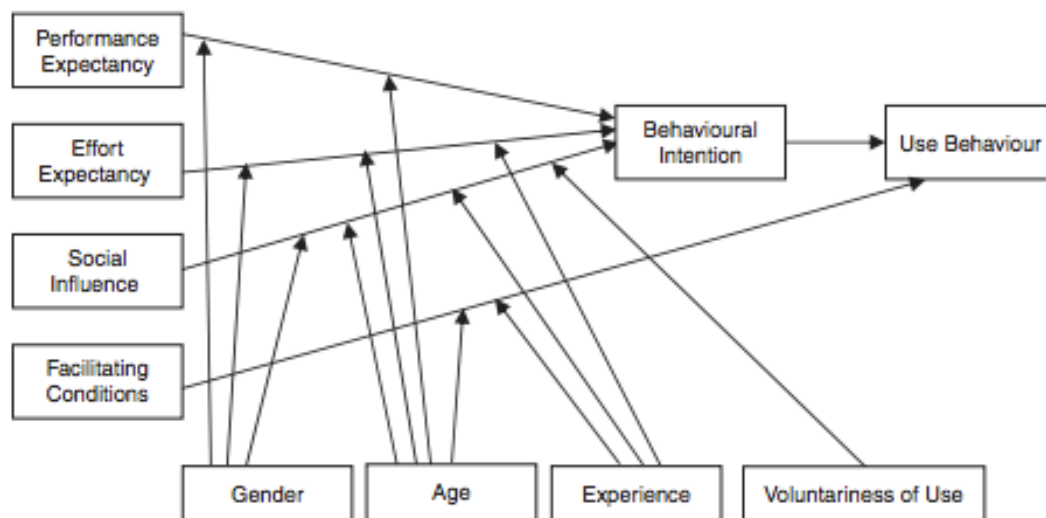 Performance
Expectancy
Effort
Expectancy
Social
Influence
Facilitating
Conditions
Behavioural
Intention
Use Behaviour
Gender
Age
Experience
Voluntariness of Use